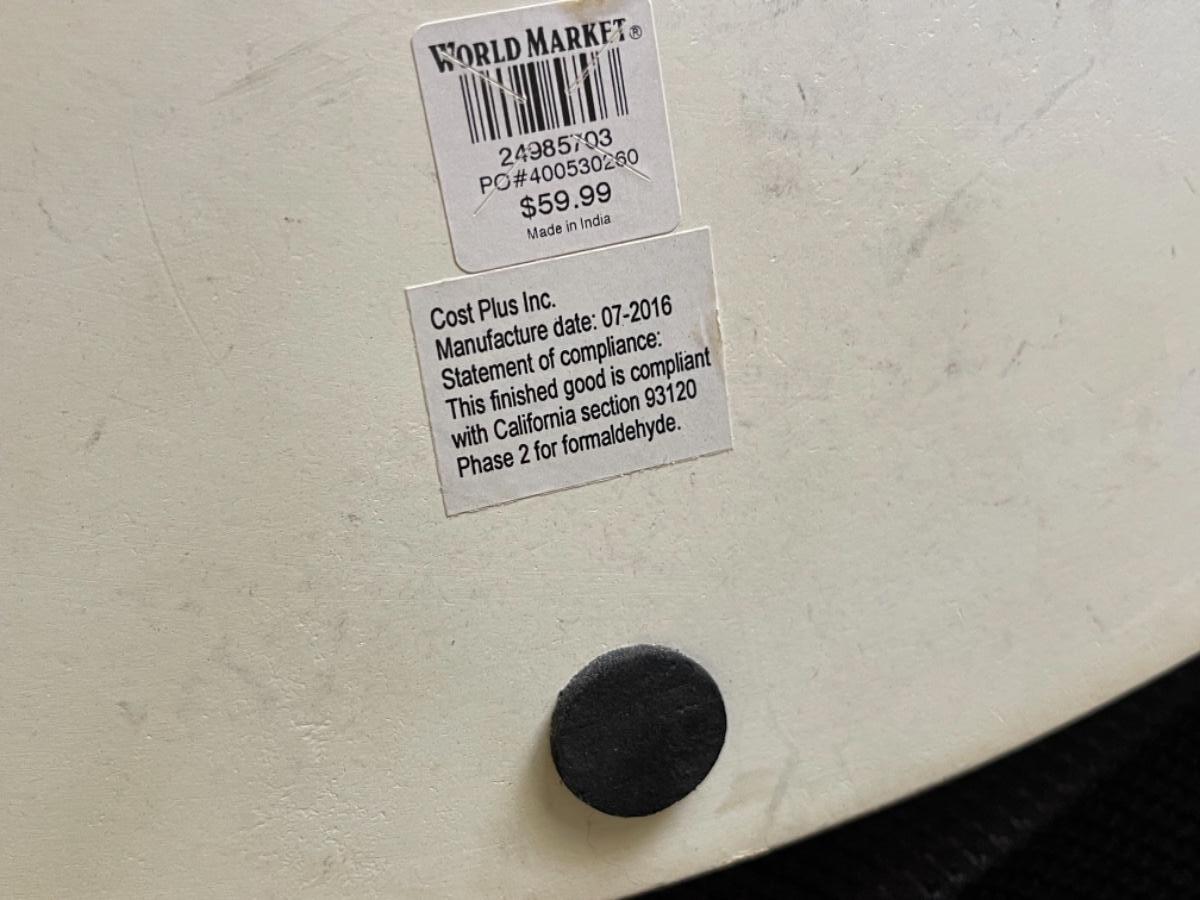 WORLD MARKET®
24985703
PO#400530260
$59.99
Made in India
Cost Plus Inc.
Manufacture date: 07-2016
Statement of compliance:
This finished good is compliant
with California section 93120
Phase 2 for formaldehyde.